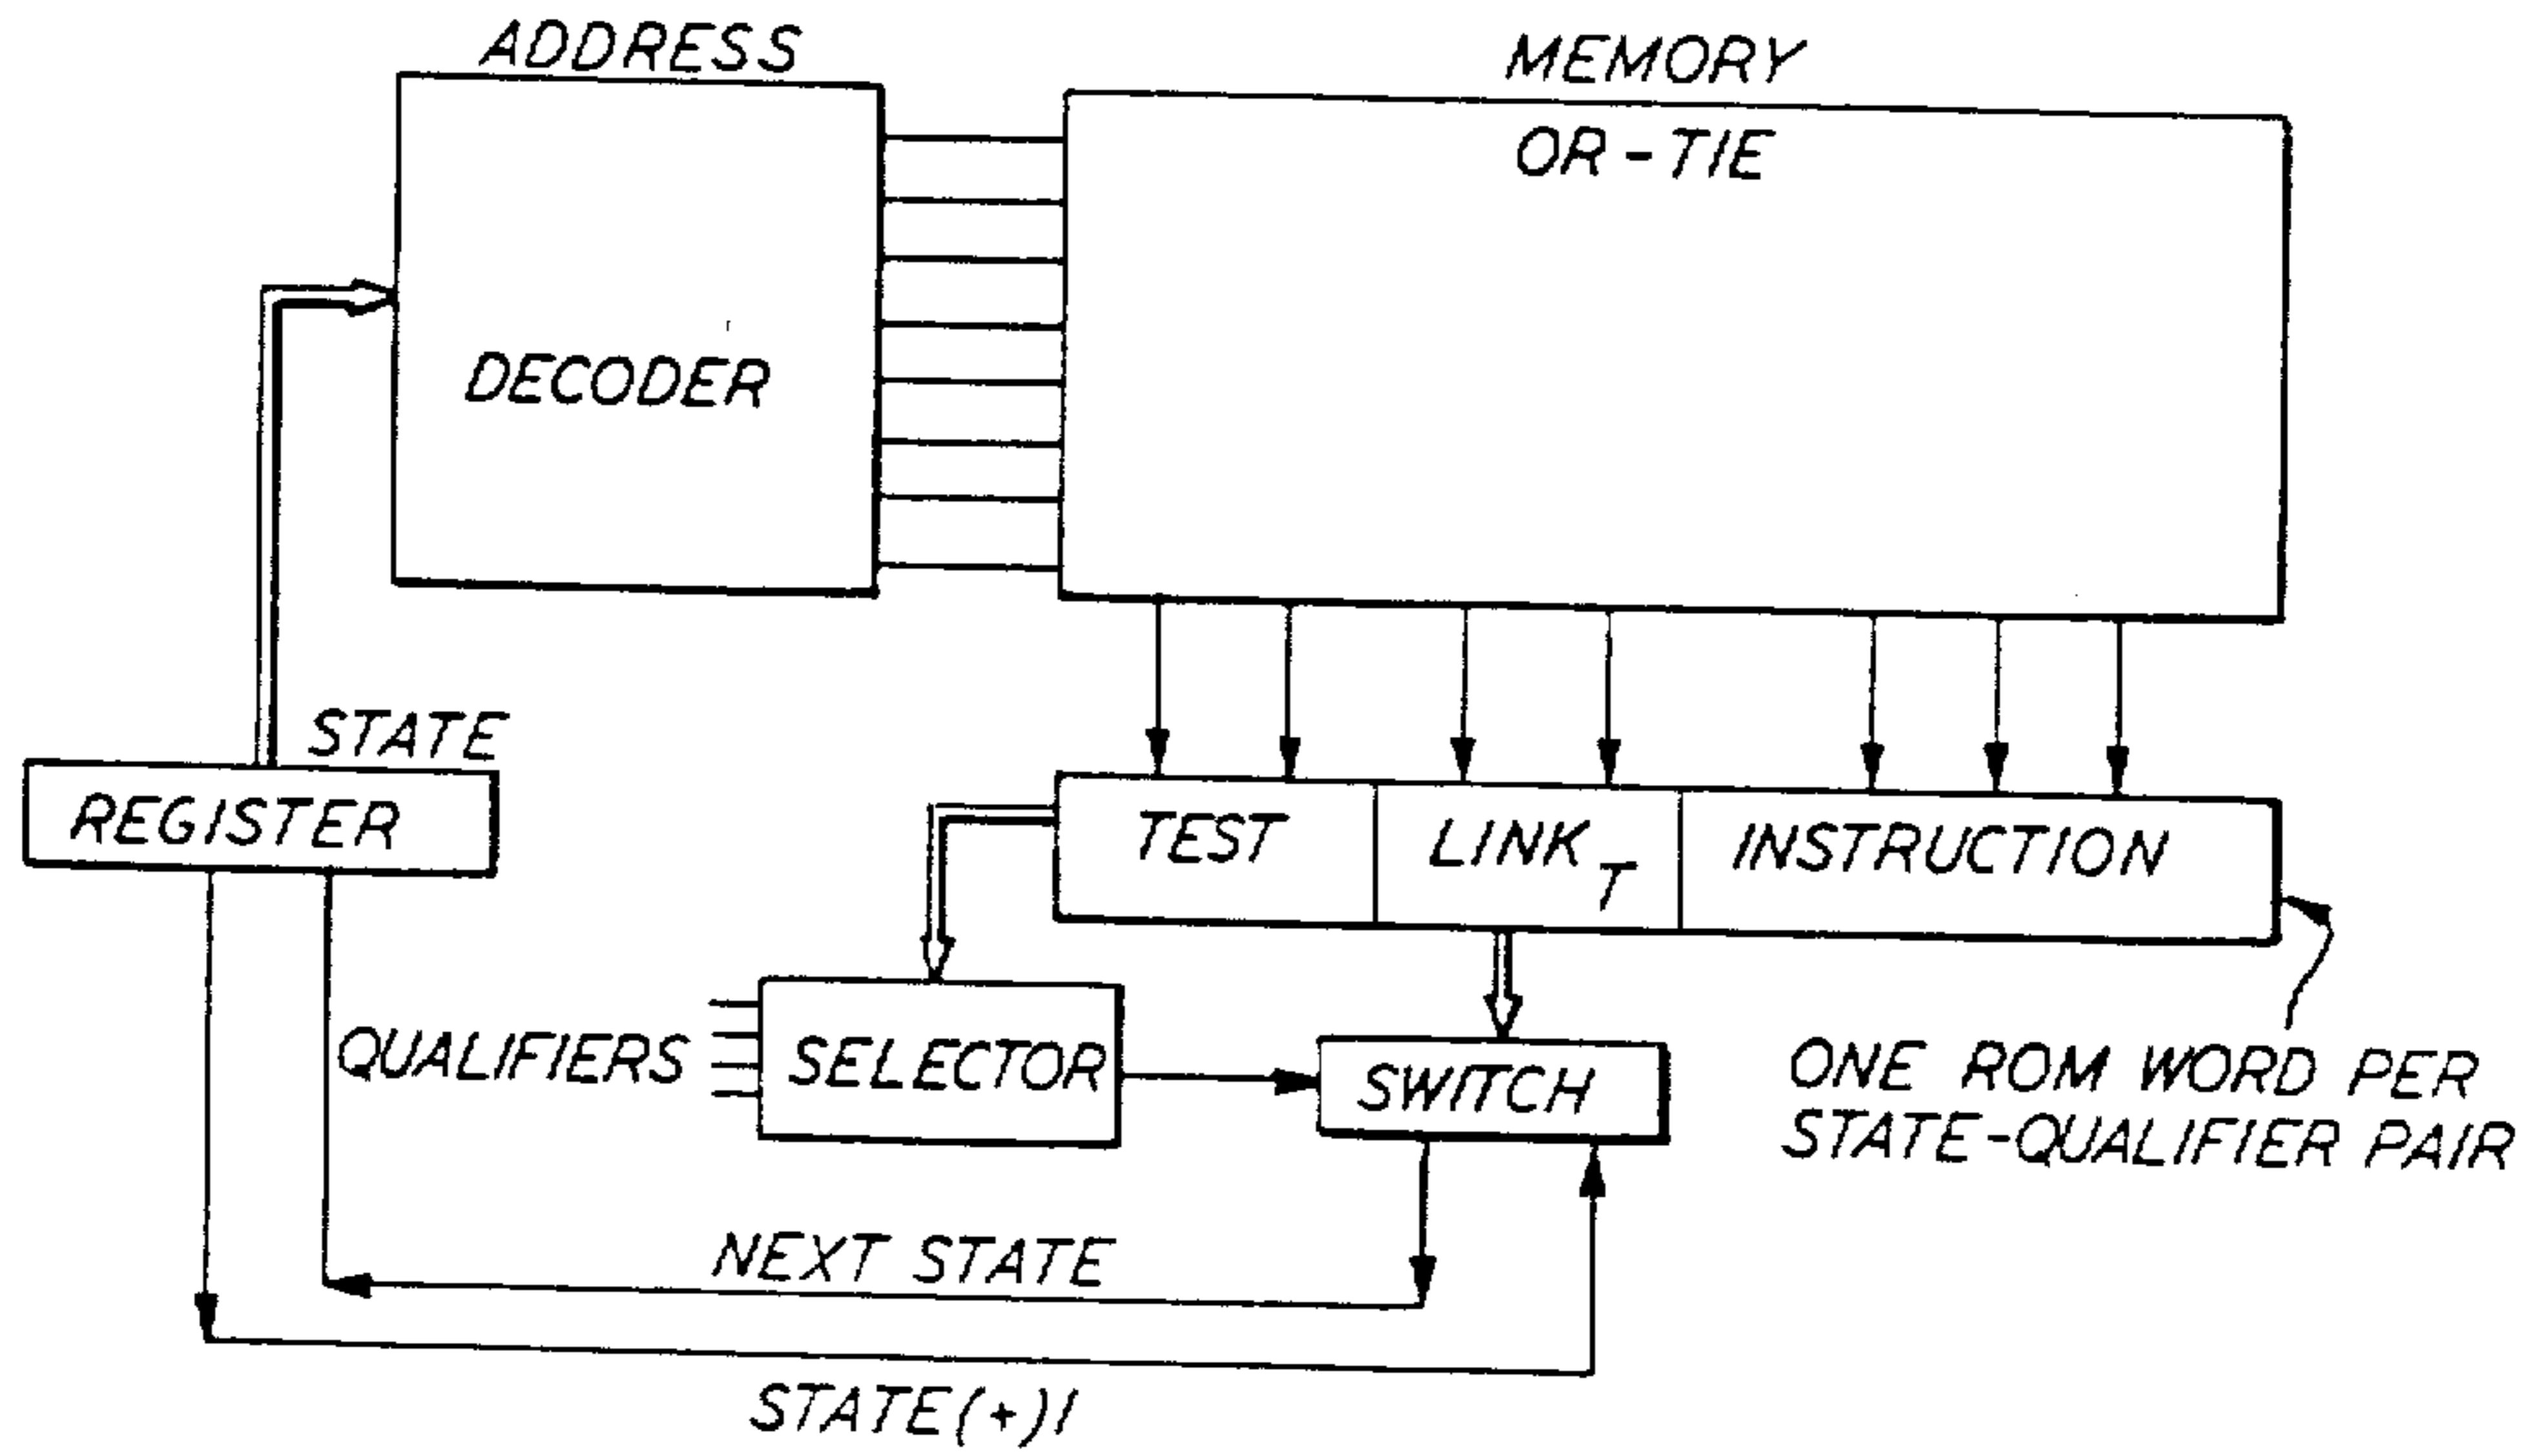 ADDRESS
MEMORY
OR-TIE
DECODER
STATE
REGISTER
TEST
LINK T
INSTRUCTION
QUALIFIERS
SELECTOR
SWITCH
ONE ROM WORD PER
STATE-QUALIFIER PAIR
NEXT STATE
STATE(+)1